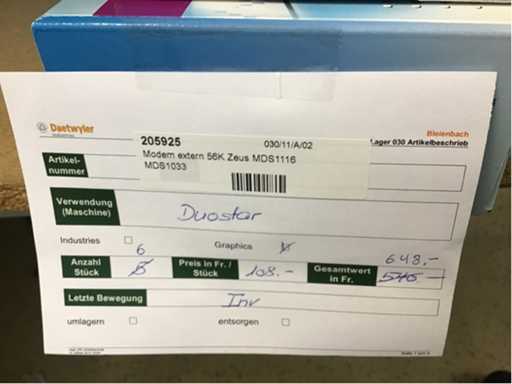 Daetwyler
Bleienbach
Lager 030 Artikelbeschrieb
205925 030/11/A/02
Modem extern 56K Zeus MDS1116
MDS1033
Artikel-
nummer
Verwendung
(Maschine)
Duostar
Industries Graphics
6 648.-
Anzahl
Stück
5
Preis in Fr. /
Stück
108.-
Gesamtwert
in Fr.
540.-
Letzte Bewegung
Inv
umlagern entsorgen